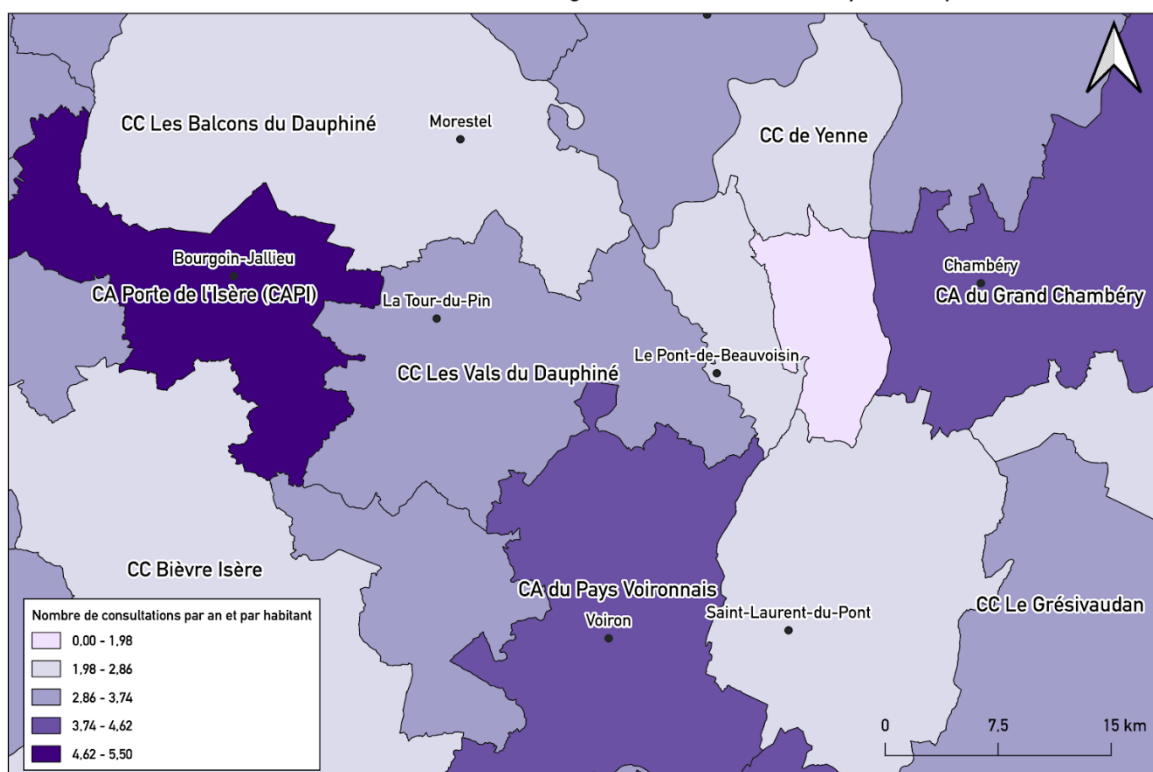 CC Les Balcons du Dauphiné
Morestel
CC de Yenne
Bourgoin-Jallieu
CA Porte de l'Isère (CAPI)
La Tour-du-Pin
Chambéry
CA du Grand Chambéry
Le Pont-de-Beauvoisin
CC Les Vals du Dauphiné
CC Bièvre Isère
CA du Pays Voironnais
Voiron
Saint-Laurent-du-Pont
CC Le Grésivaudan
Nombre de consultations par an et par habitant
0,00 - 1,98
1,98 - 2,86
2,86 - 3,74
3,74 - 4,62
4,62 - 5,50
0 7,5 15 km